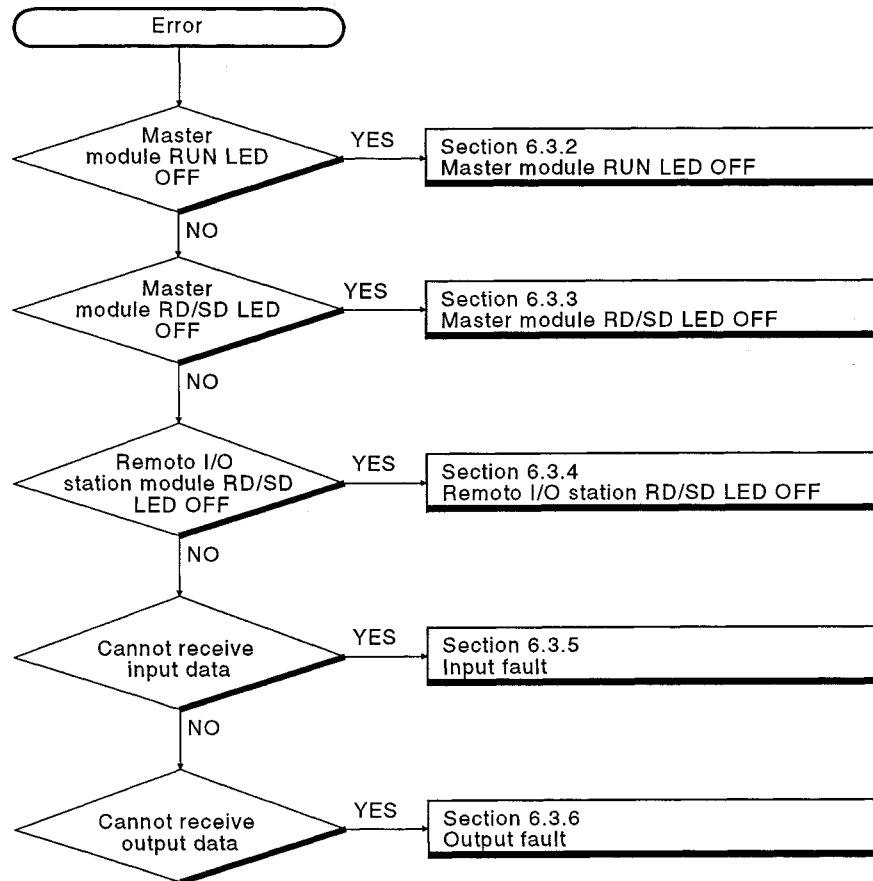 Error
Master
module RUN LED
OFF
YES
Section 6.3.2
Master module RUN LED OFF
NO
Master
module RD/SD LED
OFF
YES
Section 6.3.3
Master module RD/SD LED OFF
NO
Remoto I/O
station module RD/SD
LED OFF
YES
Section 6.3.4
Remoto I/O station RD/SD LED OFF
NO
Cannot receive
input data
YES
Section 6.3.5
Input fault
NO
Cannot receive
output data
YES
Section 6.3.6
Output fault